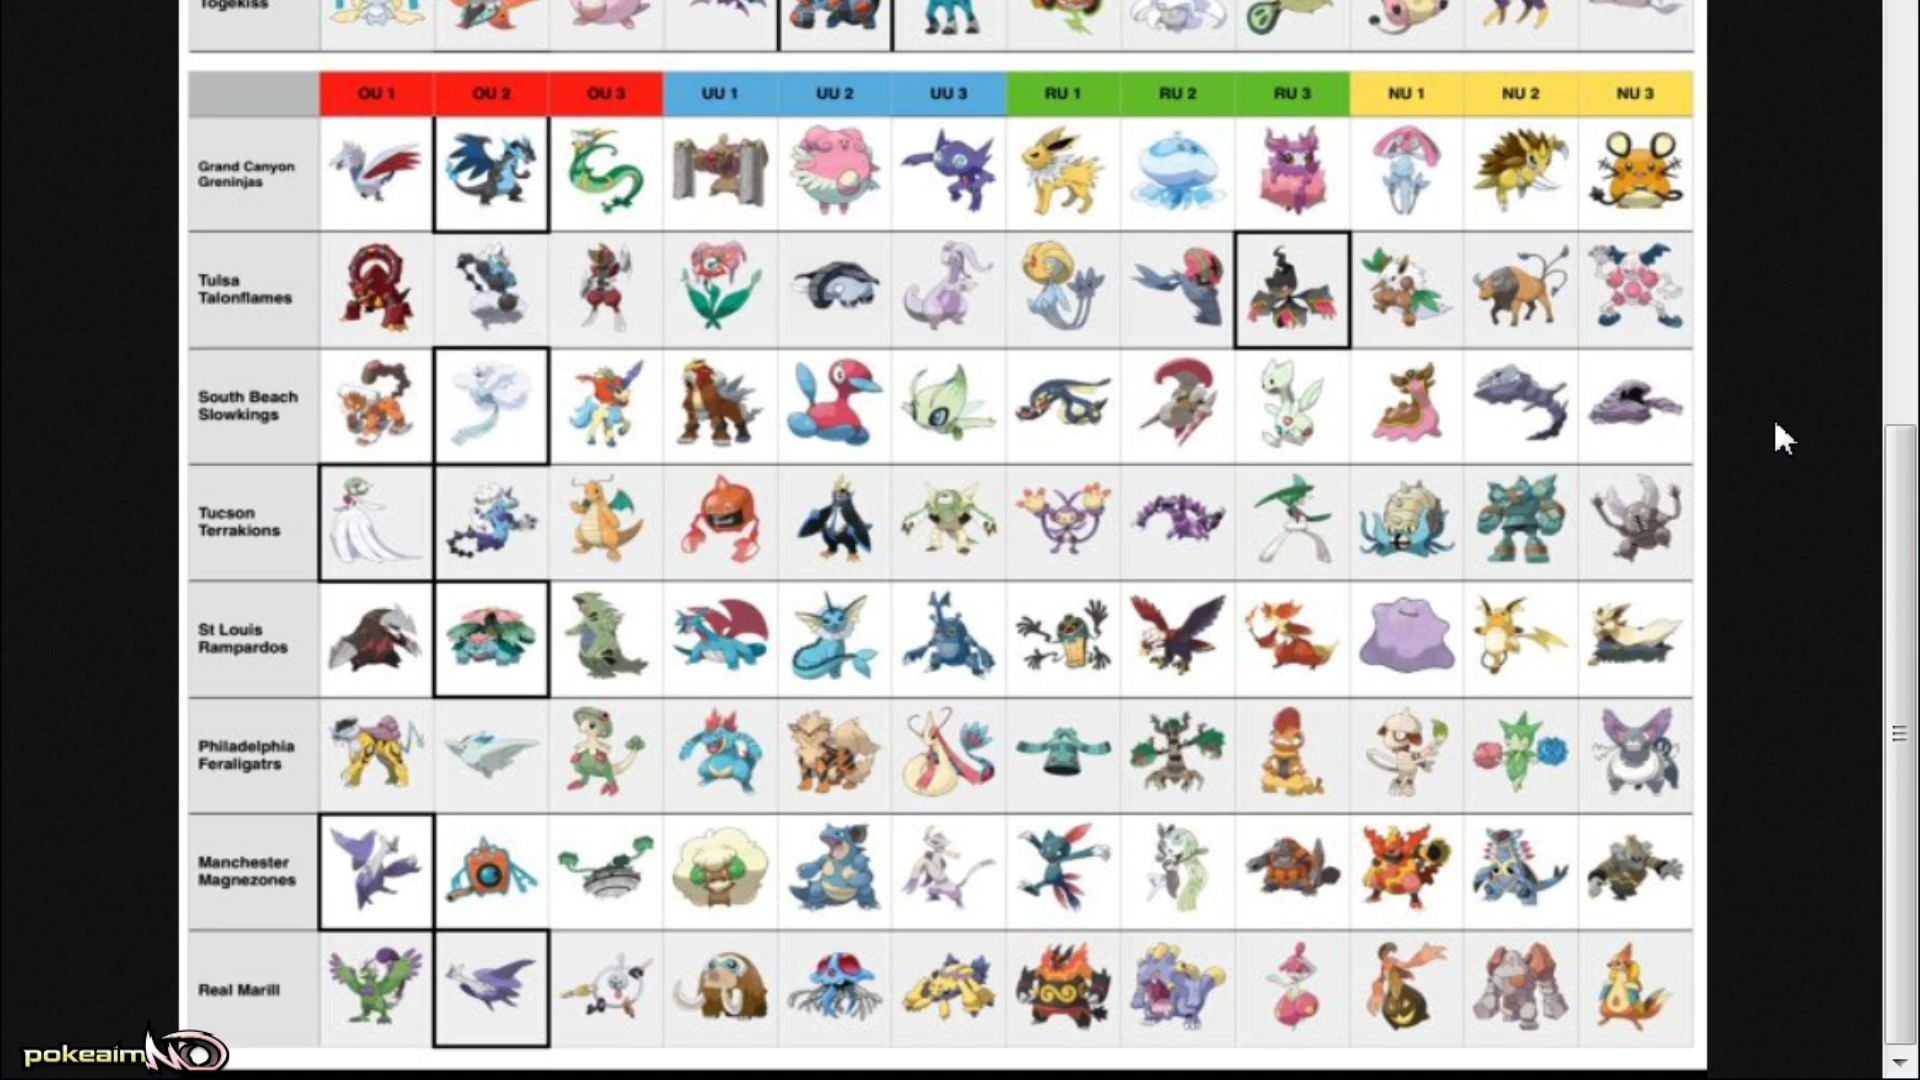 Togekiss
OU 1 OU 2 OU 3 UU 1 UU 2 UU 3 RU 1 RU 2 RU 3 NU 1 NU 2 NU 3
Grand Canyon
Greninjas
Tulsa
Talonflames
South Beach
Slowkings
Tucson
Terrakions
St Louis
Rampardos
Philadelphia
Feraligatrs
Manchester
Magnezones
Real Marill
pokeaimMD